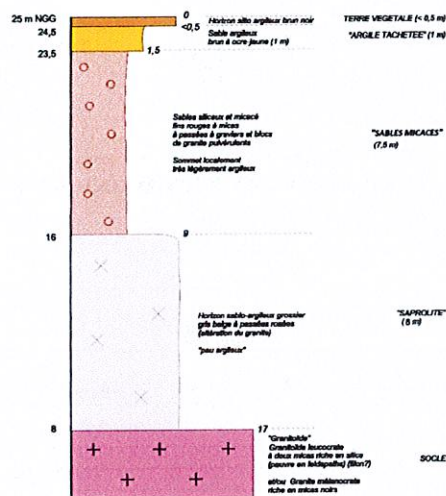 25 m NGG
0
Horizon silto argileux brun noir
TERRE VEGETALE (< 0,5 m)
24,5
<0,5
Sable argileux
brun à ocre jaune (1 m)
"ARGILE TACHETEE" (1 m)
23,5
1,5
Sables siliceux et micacé
fins rouges à micas
à passées à graviers et blocs
de granite pulvérulents
"SABLES MICACES"
(7,5 m)
Sommet localement
très légèrement argileux
16
9
Horizon sablo-argileux grossier
gris beige à passées rosées
(altération du granite)
"SAPROLITE"
(8 m)
"peu argileux"
8
17
"Granitoïde"
Granitoïde leucocrate
à deux micas riche en silice
(pauvre en feldspaths) (filon?)
SOCLE
et/ou Granite mélanocrate
riche en micas noirs